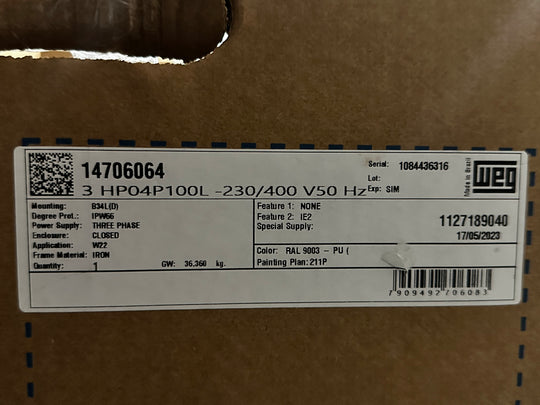 14706064
3 HP04P100L -230/400 V50 Hz
Serial: 1084436316
Lot:
Exp: SIM
Made in Brazil
WEG
Mounting: B34L(D)
Degree Prot.: IPW66
Power Supply: THREE PHASE
Enclosure: CLOSED
Application: W22
Frame Material: IRON
Quantity: 1
GW: 36,360 kg.
Feature 1: NONE
Feature 2: IE2
Special Supply:
1127189040
17/05/2023
Color: RAL 9003 - PU (
Painting Plan: 211P
7909492706083